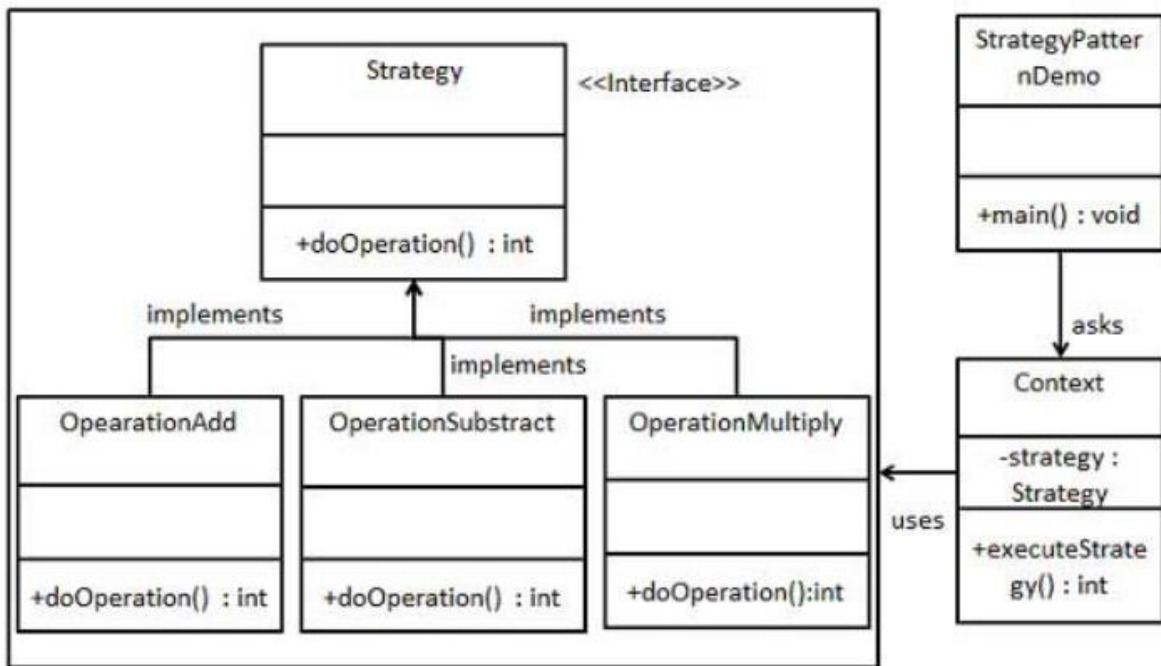 Strategy
<<Interface>>
+doOperation() : int
implements
implements
implements
OpearationAdd
+doOperation() : int
OperationSubstract
+doOperation() : int
OperationMultiply
+doOperation():int
StrategyPatter
nDemo
+main() : void
asks
Context
-strategy :
Strategy
+executeStrate
gy() : int
uses